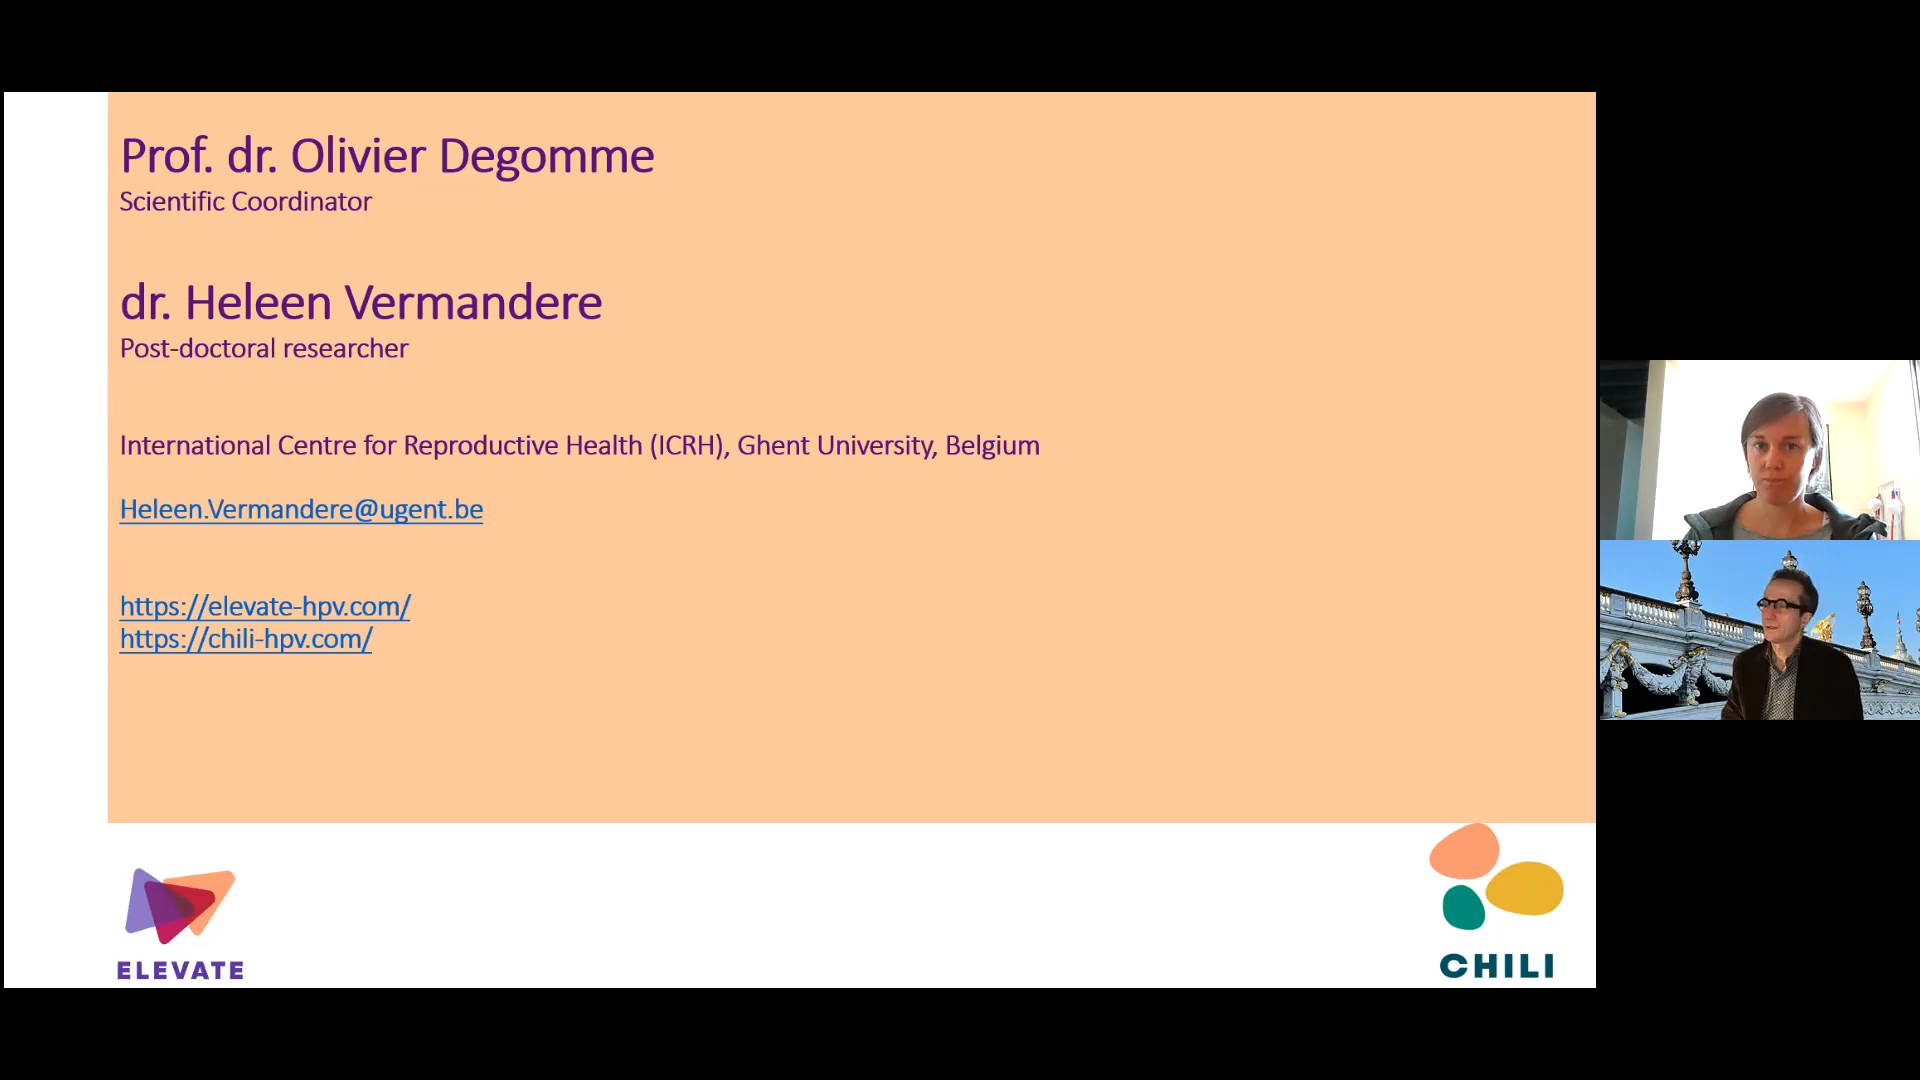 Prof. dr. Olivier Degomme
Scientific Coordinator
dr. Heleen Vermandere
Post-doctoral researcher
International Centre for Reproductive Health (ICRH), Ghent University, Belgium
Heleen.Vermandere@ugent.be
https://elevate-hpv.com/
https://chili-hpv.com/
ELEVATE
CHILI